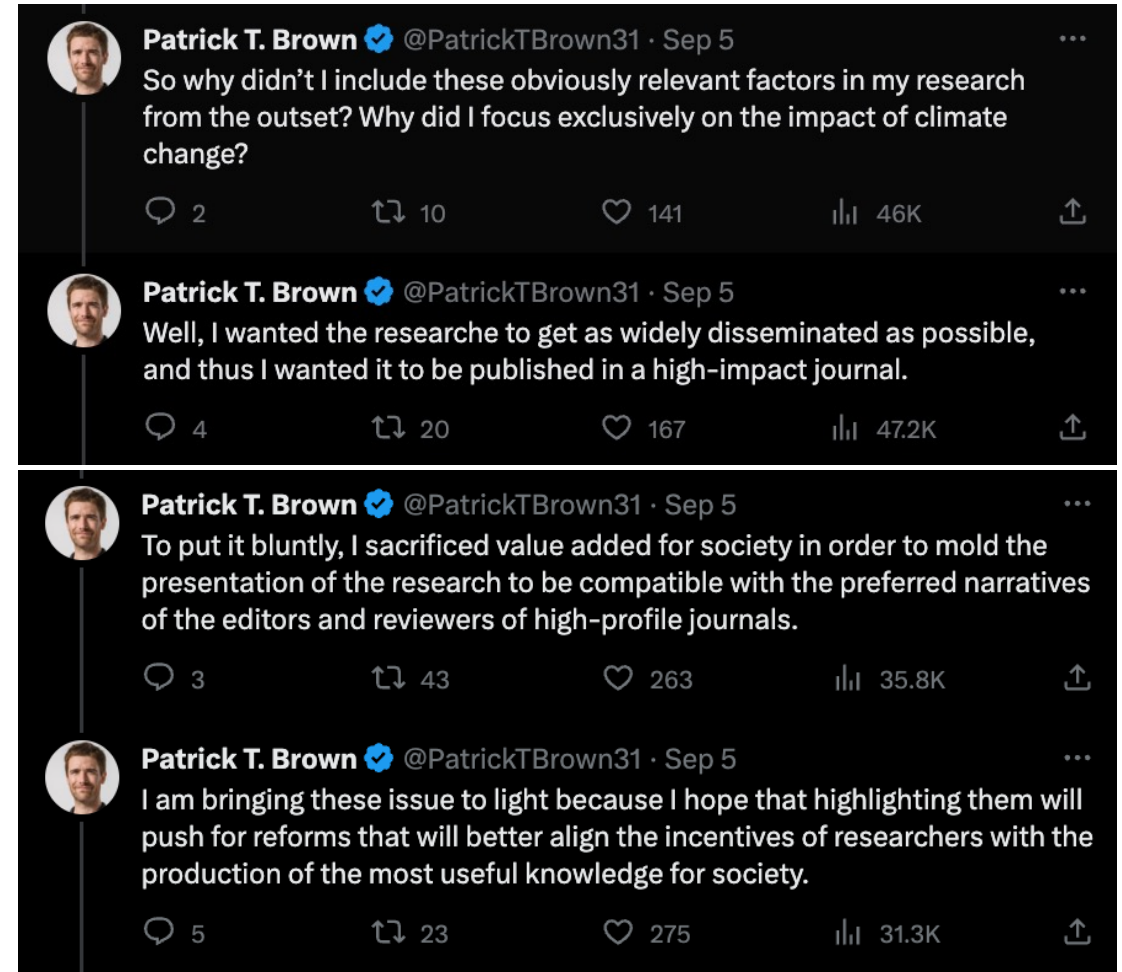 Patrick T. Brown @PatrickTBrown31 · Sep 5
So why didn’t I include these obviously relevant factors in my research
from the outset? Why did I focus exclusively on the impact of climate
change?
2 10 141 46K
Patrick T. Brown @PatrickTBrown31 · Sep 5
Well, I wanted the researche to get as widely disseminated as possible,
and thus I wanted it to be published in a high-impact journal.
4 20 167 47.2K
Patrick T. Brown @PatrickTBrown31 · Sep 5
To put it bluntly, I sacrificed value added for society in order to mold the
presentation of the research to be compatible with the preferred narratives
of the editors and reviewers of high-profile journals.
3 43 263 35.8K
Patrick T. Brown @PatrickTBrown31 · Sep 5
I am bringing these issue to light because I hope that highlighting them will
push for reforms that will better align the incentives of researchers with the
production of the most useful knowledge for society.
5 23 275 31.3K